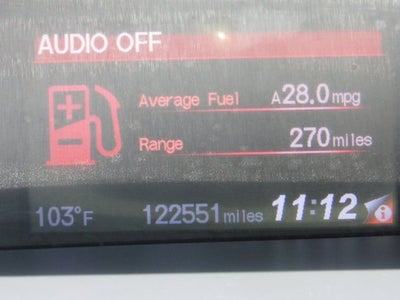 AUDIO OFF
Average Fuel A28.0mpg
Range 270miles
103°F 122551miles 11:12 i